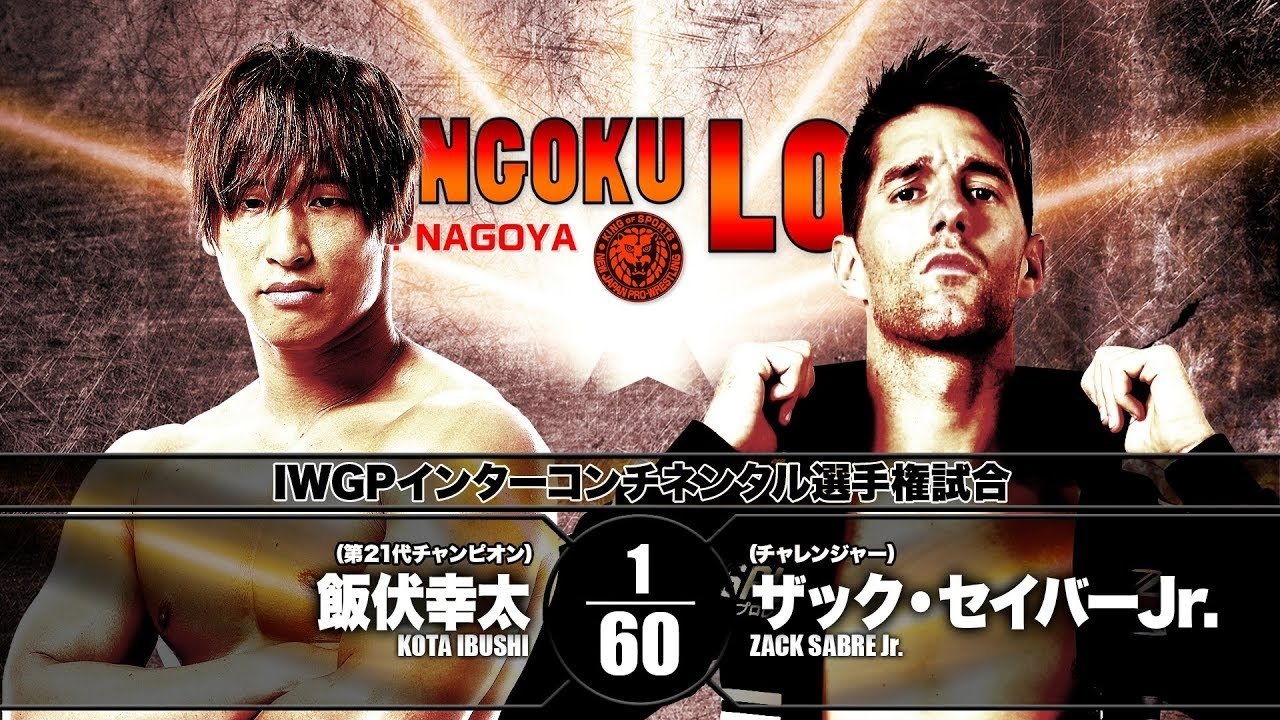 NGOKU LO
NAGOYA
KING OF SPORTS
NEW JAPAN PRO-WRESTLING
IWGPインターコンチネンタル選手権試合
(第21代チャンピオン)
飯伏幸太
KOTA IBUSHI
1
60
(チャレンジャー)
ザック・セイバーJr.
ZACK SABRE Jr.
プロレ